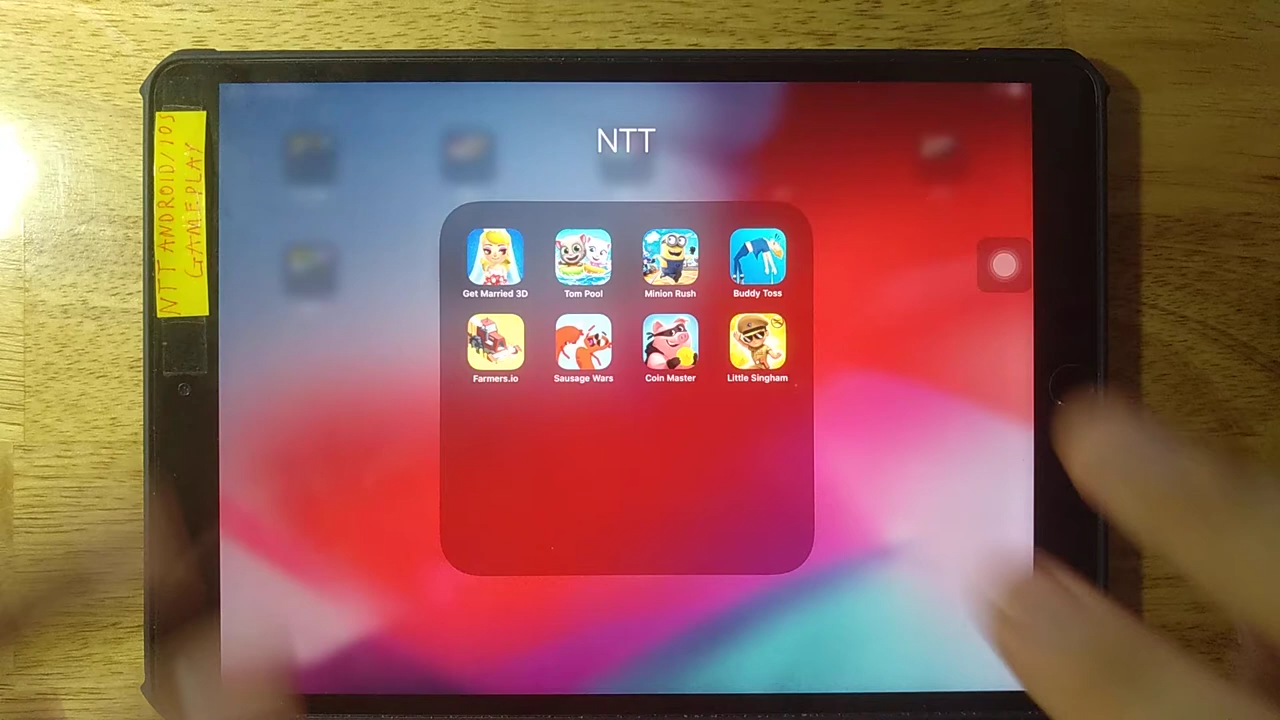 NTT ANDROID/IOS
GAMEPLAY
NTT
Get Married 3D
Tom Pool
Minion Rush
Buddy Toss
Farmers.io
Sausage Wars
Coin Master
Little Singham